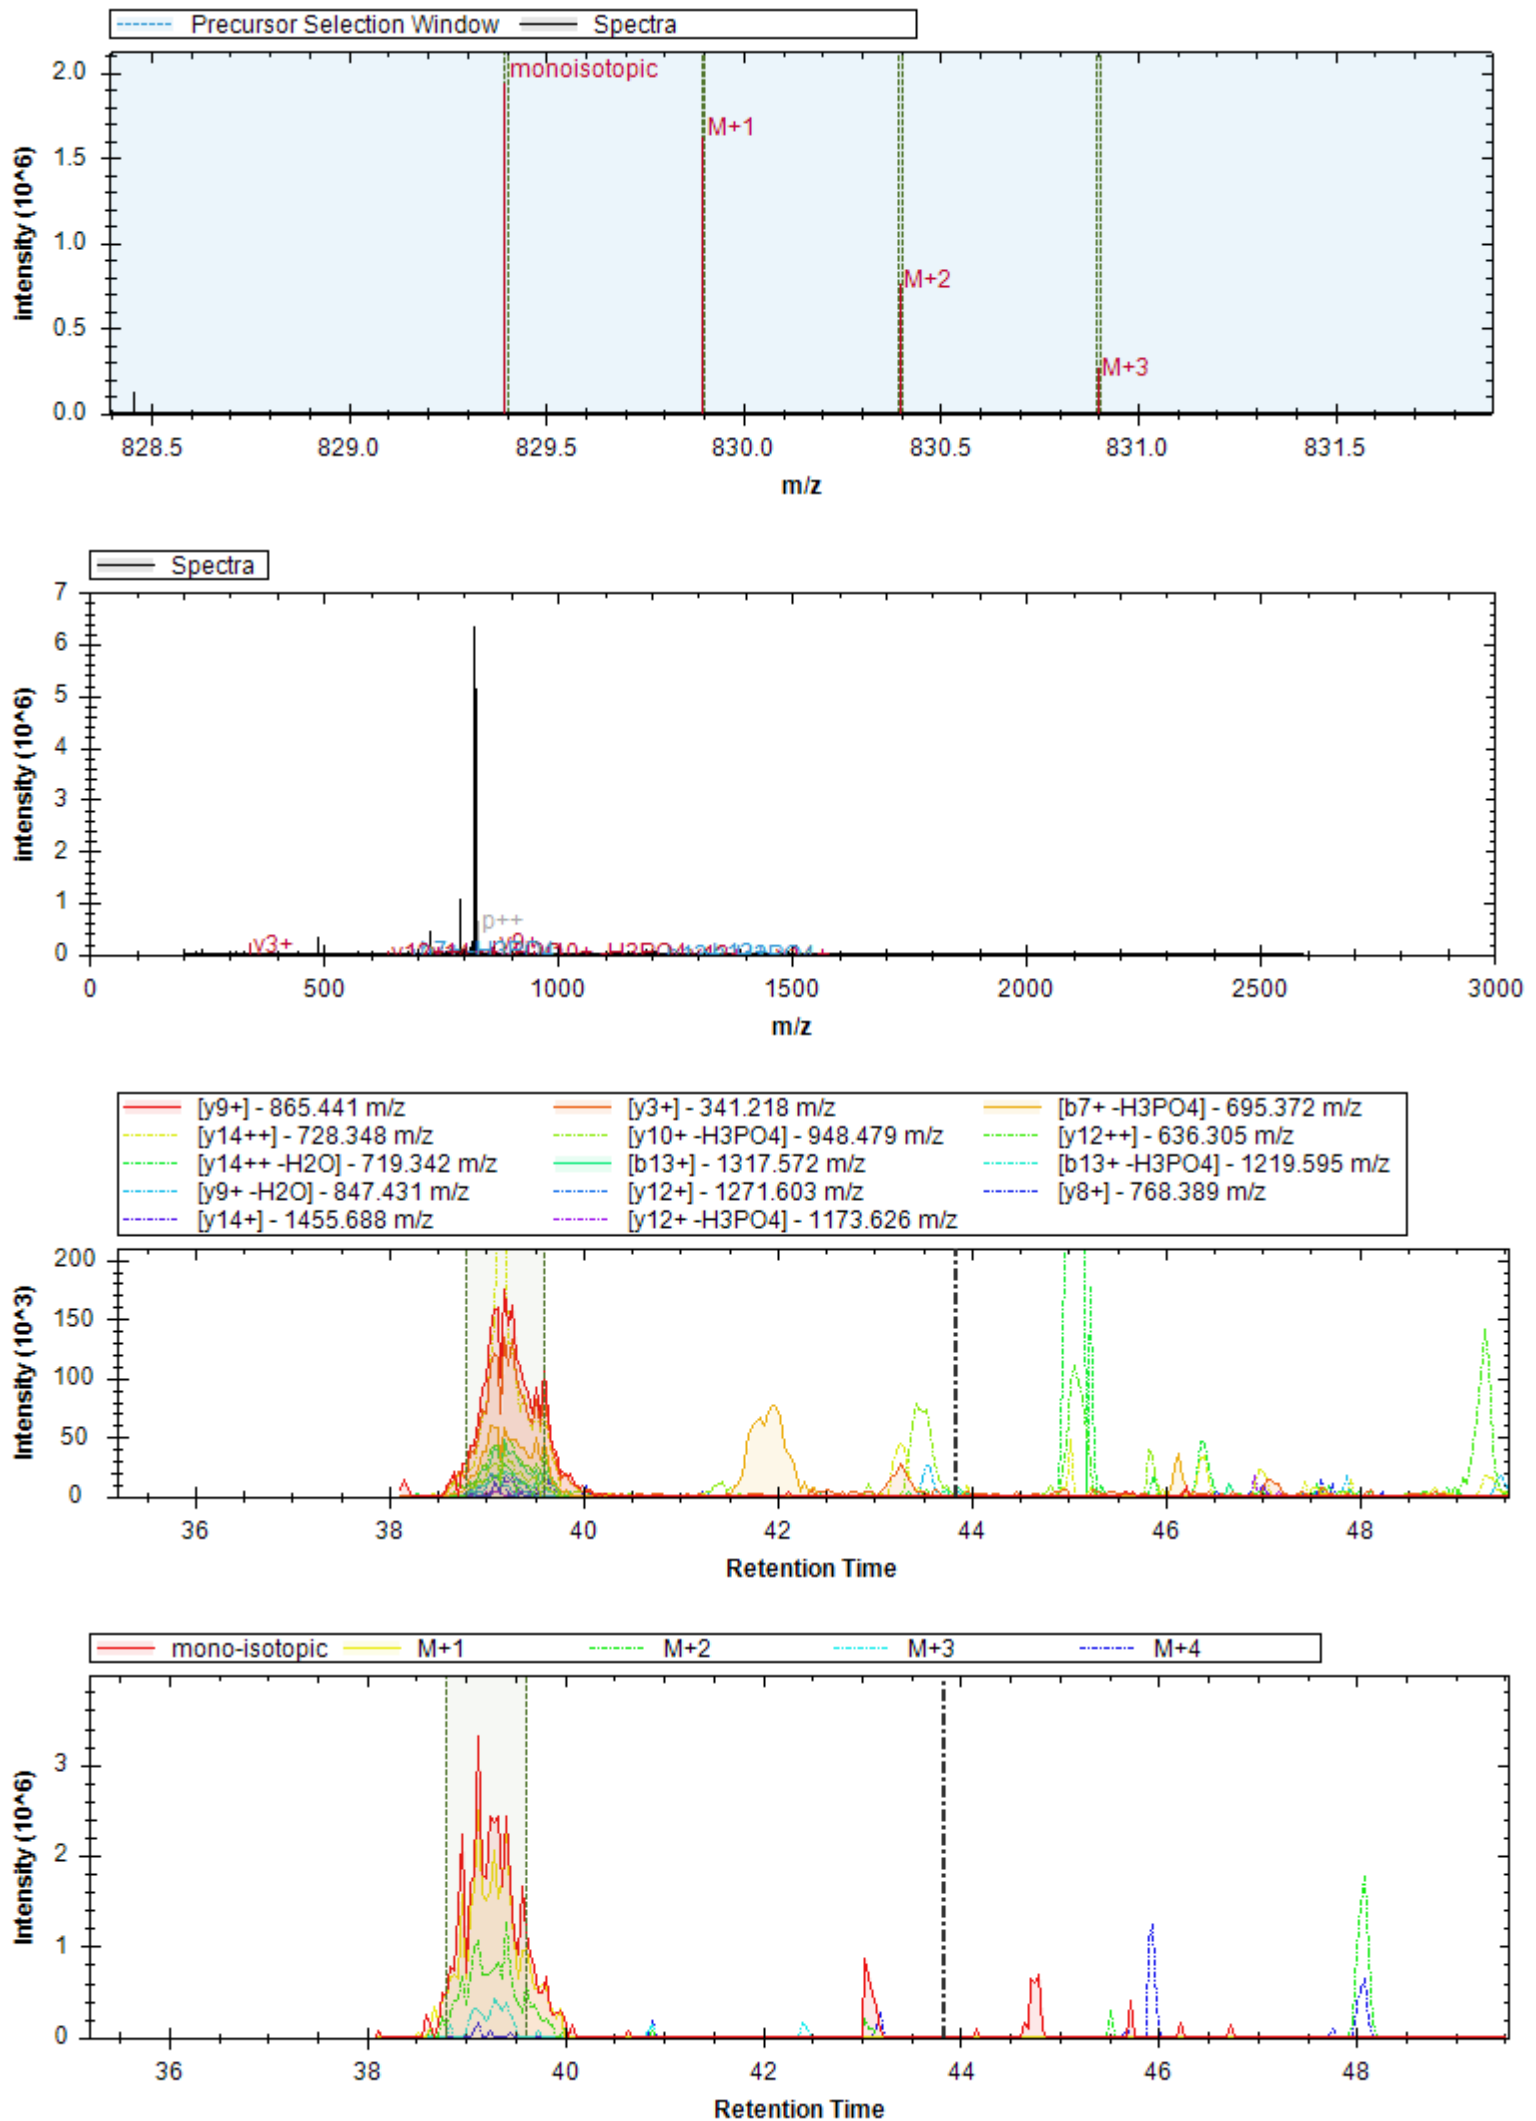 Precursor Selection Window Spectra
2.0
1.5
1.0
0.5
0.0
intensity (10^6)
monoisotopic
M+1
M+2
M+3
828.5 829.0 829.5 830.0 830.5 831.0 831.5
m/z
Spectra
7
6
5
4
3
2
1
0
intensity (10^6)
p++
y3+
0 500 1000 1500 2000 2500 3000
m/z
[y9+] - 865.441 m/z [y3+] - 341.218 m/z [b7+ -H3PO4] - 695.372 m/z
[y14++] - 728.348 m/z [y10+ -H3PO4] - 948.479 m/z [y12++] - 636.305 m/z
[y14++ -H2O] - 719.342 m/z [b13+] - 1317.572 m/z [b13+ -H3PO4] - 1219.595 m/z
[y9+ -H2O] - 847.431 m/z [y12+] - 1271.603 m/z [y8+] - 768.389 m/z
[y14+] - 1455.688 m/z [y12+ -H3PO4] - 1173.626 m/z
200
150
100
50
0
Intensity (10^3)
36 38 40 42 44 46 48
Retention Time
mono-isotopic M+1 M+2 M+3 M+4
3
2
1
0
Intensity (10^6)
36 38 40 42 44 46 48
Retention Time